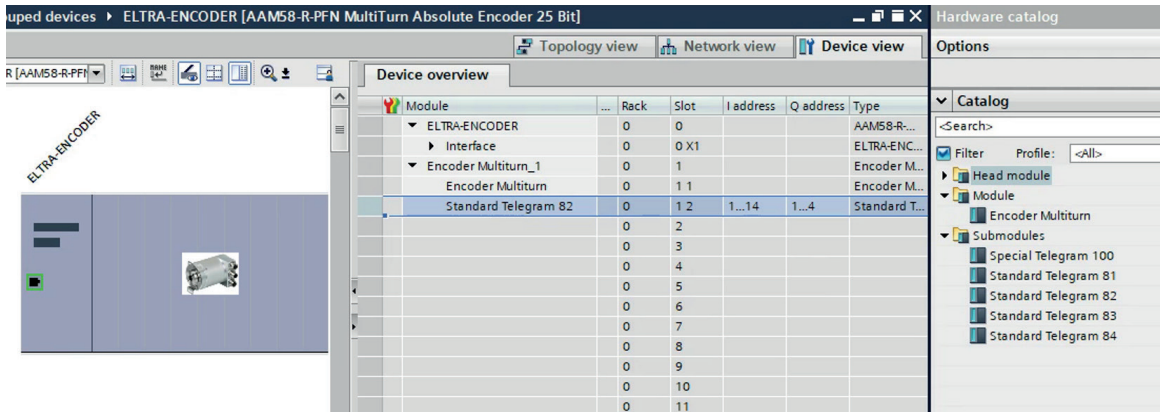 uped devices ▸ ELTRA-ENCODER [AAM58-R-PFN MultiTurn Absolute Encoder 25 Bit]
Topology view Network view Device view
R [AAM58-R-PFN
ELTRA-ENCODER
Device overview
Module ... Rack Slot I address Q address Type
ELTRA-ENCODER 0 0 AAM58-R-...
Interface 0 0 X1 ELTRA-ENC...
Encoder Multiturn_1 0 1 Encoder M...
Encoder Multiturn 0 1 1 Encoder M...
Standard Telegram 82 0 1 2 1...14 1...4 Standard T...
0 2
0 3
0 4
0 5
0 6
0 7
0 8
0 9
0 10
0 11
Hardware catalog
Options
Catalog
<Search>
Filter Profile: <All>
Head module
Module
Encoder Multiturn
Submodules
Special Telegram 100
Standard Telegram 81
Standard Telegram 82
Standard Telegram 83
Standard Telegram 84